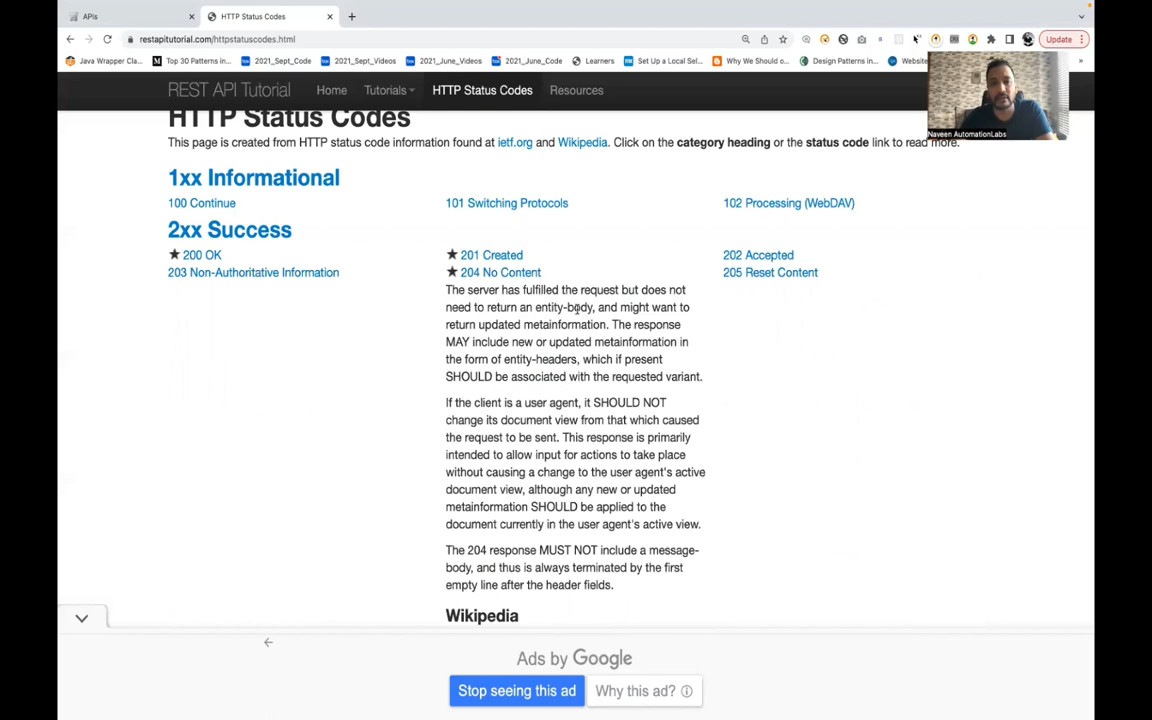 APIs
HTTP Status Codes
restapitutorial.com/httpstatuscodes.html
Update
Java Wrapper Cla...
Top 30 Patterns in...
2021_Sept_Code
2021_Sept_Videos
2021_June_Videos
2021_June_Code
Learners
Set Up a Local Sel...
Why We Should o...
Design Patterns in...
Website
REST API Tutorial
Home
Tutorials
HTTP Status Codes
Resources
Naveen AutomationLabs
HTTP Status Codes
This page is created from HTTP status code information found at ietf.org and Wikipedia. Click on the category heading or the status code link to read more.
1xx Informational
100 Continue
101 Switching Protocols
102 Processing (WebDAV)
2xx Success
★ 200 OK
★ 201 Created
202 Accepted
203 Non-Authoritative Information
★ 204 No Content
205 Reset Content
The server has fulfilled the request but does not
need to return an entity-body, and might want to
return updated metainformation. The response
MAY include new or updated metainformation in
the form of entity-headers, which if present
SHOULD be associated with the requested variant.
If the client is a user agent, it SHOULD NOT
change its document view from that which caused
the request to be sent. This response is primarily
intended to allow input for actions to take place
without causing a change to the user agent's active
document view, although any new or updated
metainformation SHOULD be applied to the
document currently in the user agent's active view.
The 204 response MUST NOT include a message-
body, and thus is always terminated by the first
empty line after the header fields.
Wikipedia
Ads by Google
Stop seeing this ad
Why this ad?